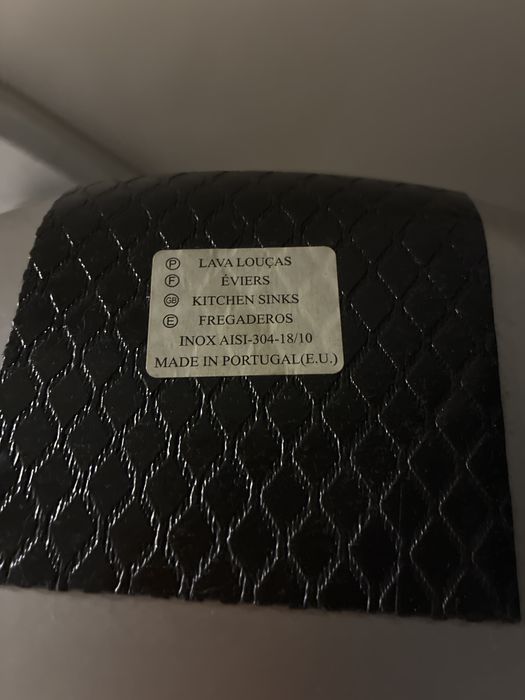 Ⓟ LAVA LOUÇAS
Ⓕ ÉVIERS
GB KITCHEN SINKS
Ⓔ FREGADEROS
INOX AISI-304-18/10
MADE IN PORTUGAL(E.U.)